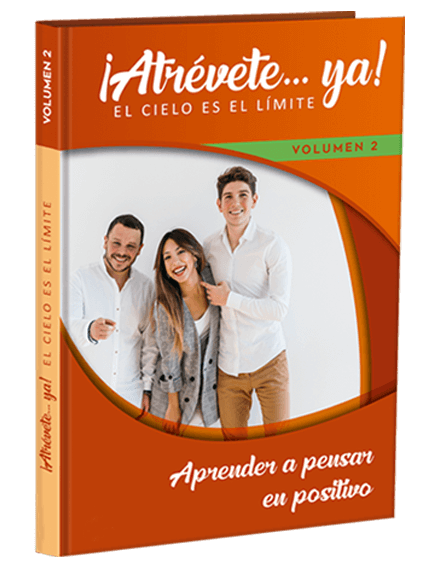 ¡Atrévete... ya!
EL CIELO ES EL LÍMITE
VOLUMEN 2
Aprender a pensar
en positivo
VOLUMEN 2
¡Atrévete... ya! EL CIELO ES EL LÍMITE